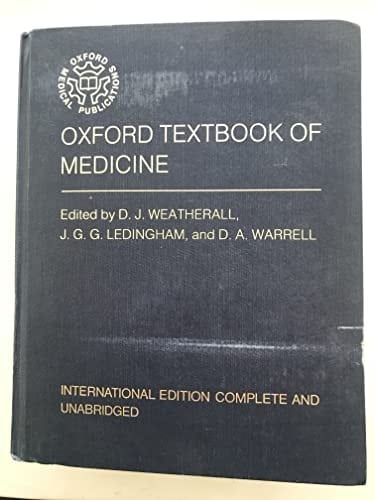 OXFORD
MEDICAL PUBLICATIONS
OXFORD TEXTBOOK OF
MEDICINE
Edited by D. J. WEATHERALL,
J. G. G. LEDINGHAM, and D. A. WARRELL
INTERNATIONAL EDITION COMPLETE AND
UNABRIDGED